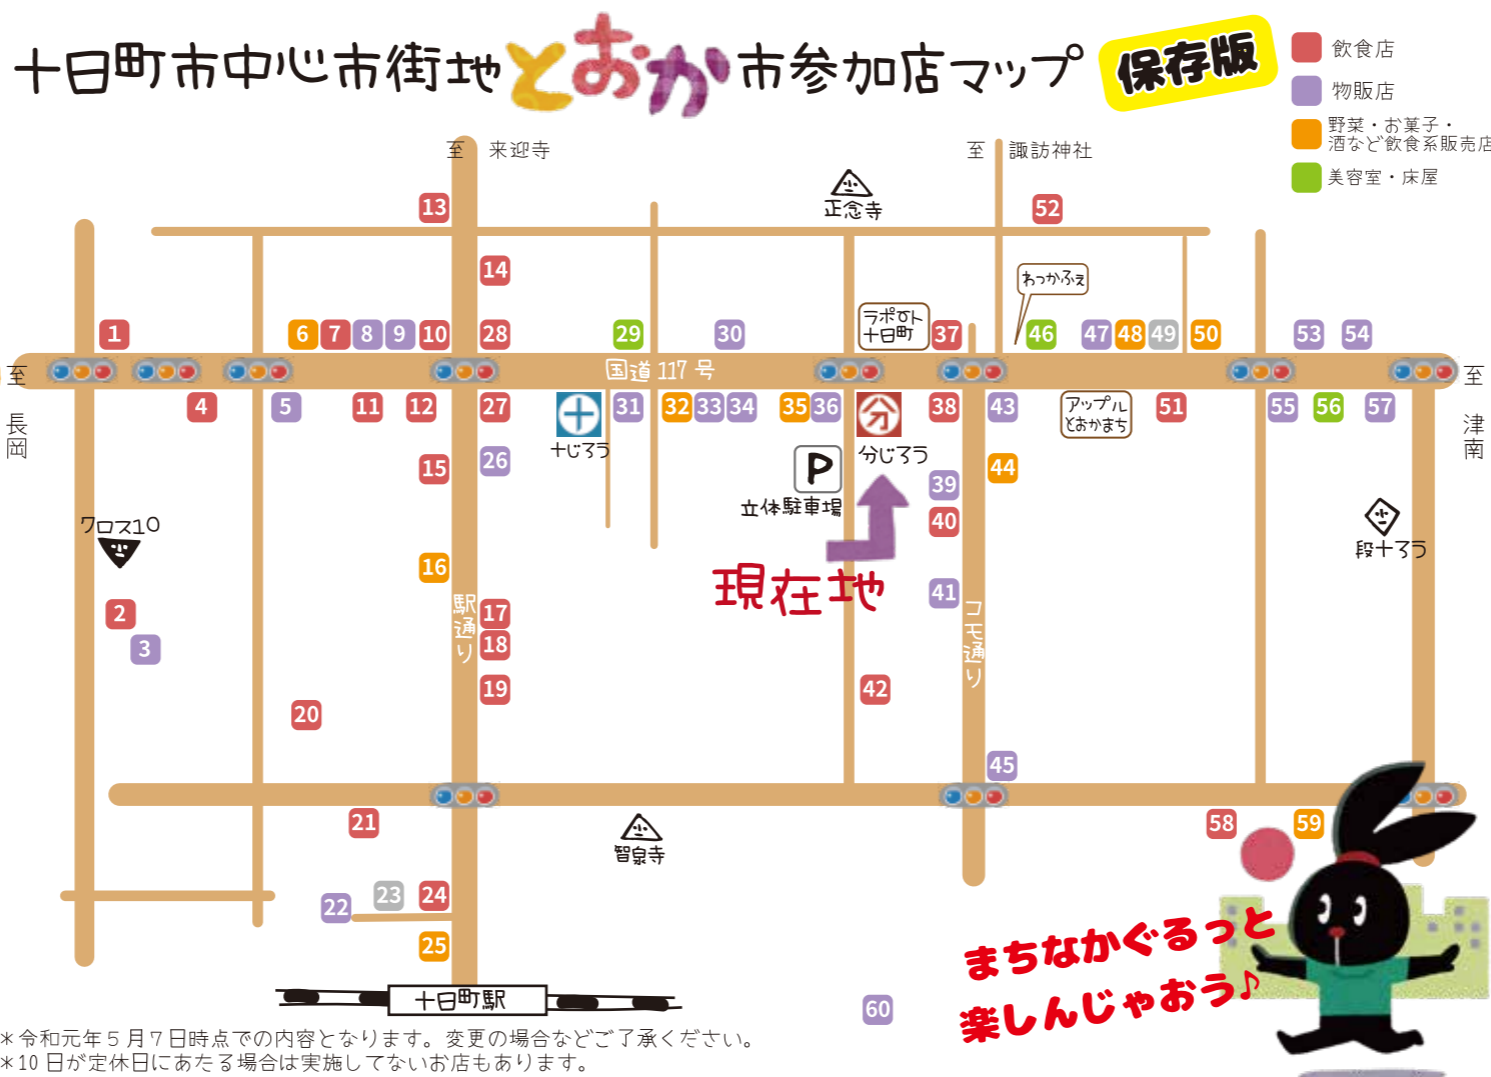 十日町市中心市街地とおか市参加店マップ
保存版
飲食店
物販店
野菜・お菓子・
酒など飲食系販売店
美容室・床屋
至 来迎寺
至 諏訪神社
正念寺
13
52
14
わっかふぇ
1
6
7
8
9
10
28
29
30
ラポート
十日町
37
46
47
48
49
50
53
54
国道117号
至
長岡
至
津南
4
5
11
12
27
十
31
32
33
34
35
36
分
38
43
アップル
とおかまち
51
55
56
57
十じろう
分じろう
15
26
P
立体駐車場
39
44
40
クロス10
段十ろう
16
現在地
41
駅通り
コモ通り
2
3
17
18
19
20
42
45
21
智泉寺
58
59
22
23
24
25
十日町駅
60
まちなかぐるっと
楽しんじゃおう♪
＊令和元年５月７日時点での内容となります。変更の場合などご了承ください。
＊10日が定休日にあたる場合は実施してないお店もあります。